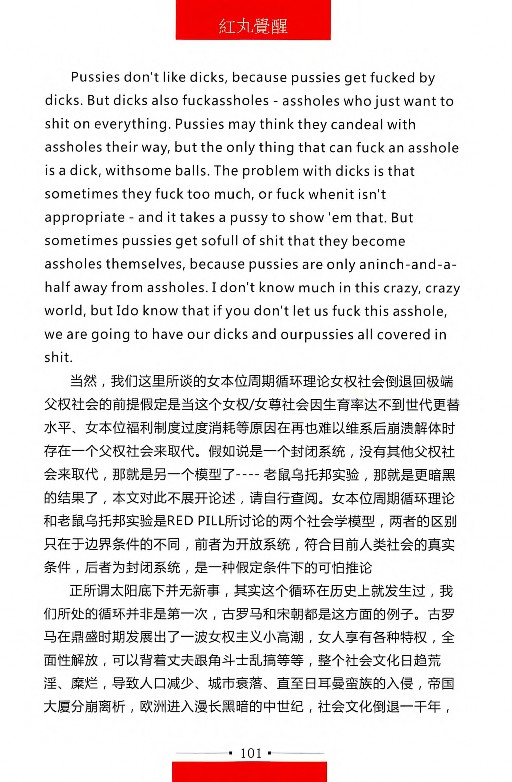 紅丸覺醒
Pussies don't like dicks, because pussies get fucked by
dicks. But dicks also fuckassholes - assholes who just want to
shit on everything. Pussies may think they candeal with
assholes their way, but the only thing that can fuck an asshole
is a dick, withsome balls. The problem with dicks is that
sometimes they fuck too much, or fuck whenit isn't
appropriate - and it takes a pussy to show 'em that. But
sometimes pussies get sofull of shit that they become
assholes themselves, because pussies are only aninch-and-a-
half away from assholes. I don't know much in this crazy, crazy
world, but Ido know that if you don't let us fuck this asshole,
we are going to have our dicks and ourpussies all covered in
shit.
当然，我们这里所谈的女本位周期循环理论女权社会倒退回极端
父权社会的前提假定是当这个女权/女尊社会因生育率达不到世代更替
水平、女本位福利制度过度消耗等原因在再也难以维系后崩溃解体时
存在一个父权社会来取代。假如说是一个封闭系统，没有其他父权社
会来取代，那就是另一个模型了----老鼠乌托邦实验，那就是更暗黑
的结果了，本文对此不展开论述，请自行查阅。女本位周期循环理论
和老鼠乌托邦实验是RED PILL所讨论的两个社会学模型，两者的区别
只在于边界条件的不同，前者为开放系统，符合目前人类社会的真实
条件，后者为封闭系统，是一种假定条件下的可怕推论
正所谓太阳底下并无新事，其实这个循环在历史上就发生过，我
们所处的循环并非是第一次，古罗马和宋朝都是这方面的例子。古罗
马在鼎盛时期发展出了一波女权主义小高潮，女人享有各种特权，全
面性解放，可以背着丈夫跟角斗士乱搞等等，整个社会文化日趋荒
淫、糜烂，导致人口减少、城市衰落、直至日耳曼蛮族的入侵，帝国
大厦分崩离析，欧洲进入漫长黑暗的中世纪，社会文化倒退一千年，
101